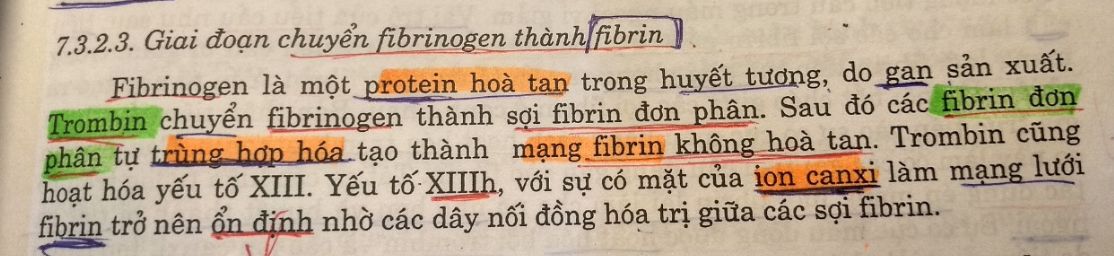 7.3.2.3. Giai đoạn chuyển fibrinogen thành fibrin
Fibrinogen là một protein hoà tan trong huyết tương, do gan sản xuất.
Trombin chuyển fibrinogen thành sợi fibrin đơn phân. Sau đó các fibrin đơn
phân tự trùng hợp hóa tạo thành mạng fibrin không hoà tan. Trombin cũng
hoạt hóa yếu tố XIII. Yếu tố XIIIh, với sự có mặt của ion canxi làm mạng lưới
fibrin trở nên ổn định nhờ các dây nối đồng hóa trị giữa các sợi fibrin.